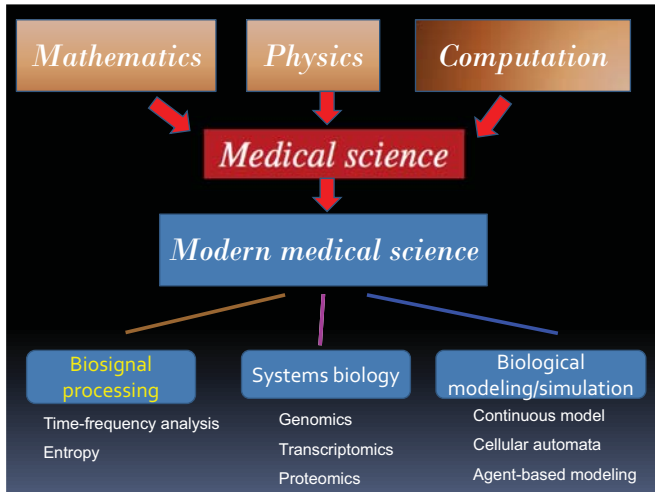 Mathematics
Physics
Computation
Medical science
Modern medical science
Biosignal
processing
Time-frequency analysis
Entropy
Systems biology
Genomics
Transcriptomics
Proteomics
Biological
modeling/simulation
Continuous model
Cellular automata
Agent-based modeling